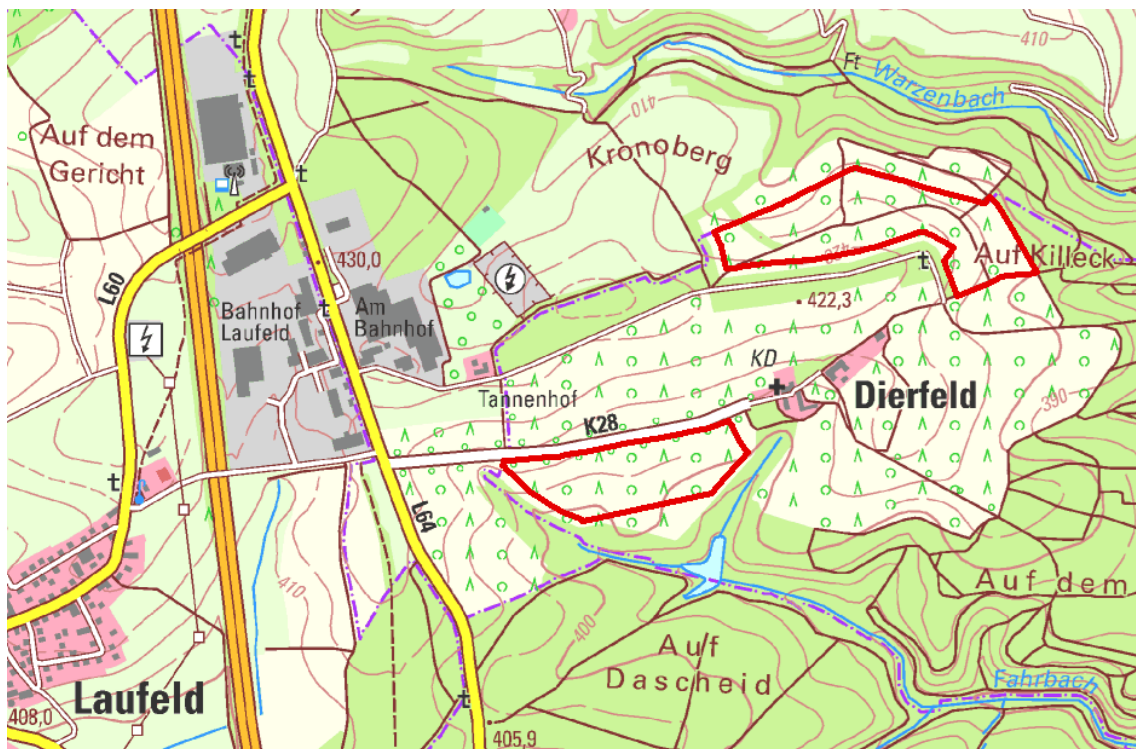 410
Ft
Warzenbach
Auf dem
Gericht
410
Kronoberg
L60
430,0
Bahnhof
Laufeld
Am
Bahnhof
420
Auf Killeck
422,3
Tannenhof
K28
KD
Dierfeld
390
L64
410
400
Auf
Dascheid
Auf dem
Fahrbach
Laufeld
408,0
405,9